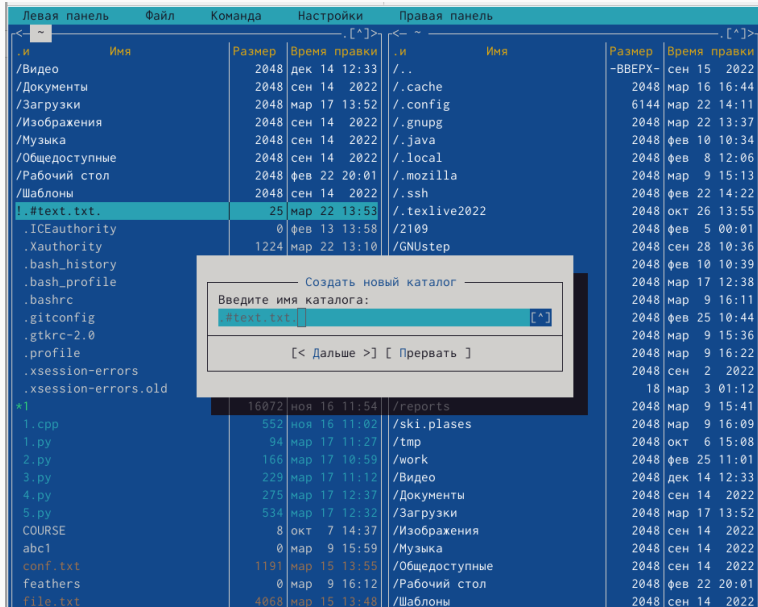 Левая панель Файл Команда Настройки Правая панель
<─ ~ .[^]> <─ ~ .[^]>
.и Имя Размер Время правки .и Имя Размер Время правки
/Видео 2048 дек 14 12:33 /.. -ВВЕРХ- сен 15 2022
/Документы 2048 сен 14 2022 /.cache 2048 мар 16 16:44
/Загрузки 2048 мар 17 13:52 /.config 6144 мар 22 14:11
/Изображения 2048 сен 14 2022 /.gnupg 2048 мар 22 13:37
/Музыка 2048 сен 14 2022 /.java 2048 фев 10 10:34
/Общедоступные 2048 сен 14 2022 /.local 2048 фев 8 12:06
/Рабочий стол 2048 фев 22 20:01 /.mozilla 2048 мар 9 15:13
/Шаблоны 2048 сен 14 2022 /.ssh 2048 фев 22 14:22
!.#text.txt. 25 мар 22 13:53 /.texlive2022 2048 окт 26 13:55
.ICEauthority 0 фев 13 13:58 /2109 2048 фев 5 00:01
.Xauthority 1224 мар 22 13:10 /GNUstep 2048 сен 28 10:36
.bash_history 2048 фев 10 10:39
.bash_profile Создать новый каталог 2048 мар 17 12:38
.bashrc Введите имя каталога: 2048 мар 9 16:11
.gitconfig .#text.txt. [^] 2048 фев 25 10:44
.gtkrc-2.0 2048 мар 9 15:36
.profile [< Дальше >] [ Прервать ] 2048 мар 9 16:22
.xsession-errors 2048 сен 2 2022
.xsession-errors.old 18 мар 3 01:12
*1 16072 ноя 16 11:54 /reports 2048 мар 9 15:41
1.cpp 552 ноя 16 11:02 /ski.plases 2048 мар 9 16:09
1.py 94 мар 17 11:27 /tmp 2048 окт 6 15:08
2.py 166 мар 17 10:59 /work 2048 фев 25 11:01
3.py 229 мар 17 11:12 /Видео 2048 дек 14 12:33
4.py 275 мар 17 12:37 /Документы 2048 сен 14 2022
5.py 534 мар 17 12:32 /Загрузки 2048 мар 17 13:52
COURSE 8 окт 7 14:37 /Изображения 2048 сен 14 2022
abc1 0 мар 9 15:59 /Музыка 2048 сен 14 2022
conf.txt 1191 мар 15 13:55 /Общедоступные 2048 сен 14 2022
feathers 0 мар 9 16:12 /Рабочий стол 2048 фев 22 20:01
file.txt 4068 мар 15 13:48 /Шаблоны 2048 сен 14 2022